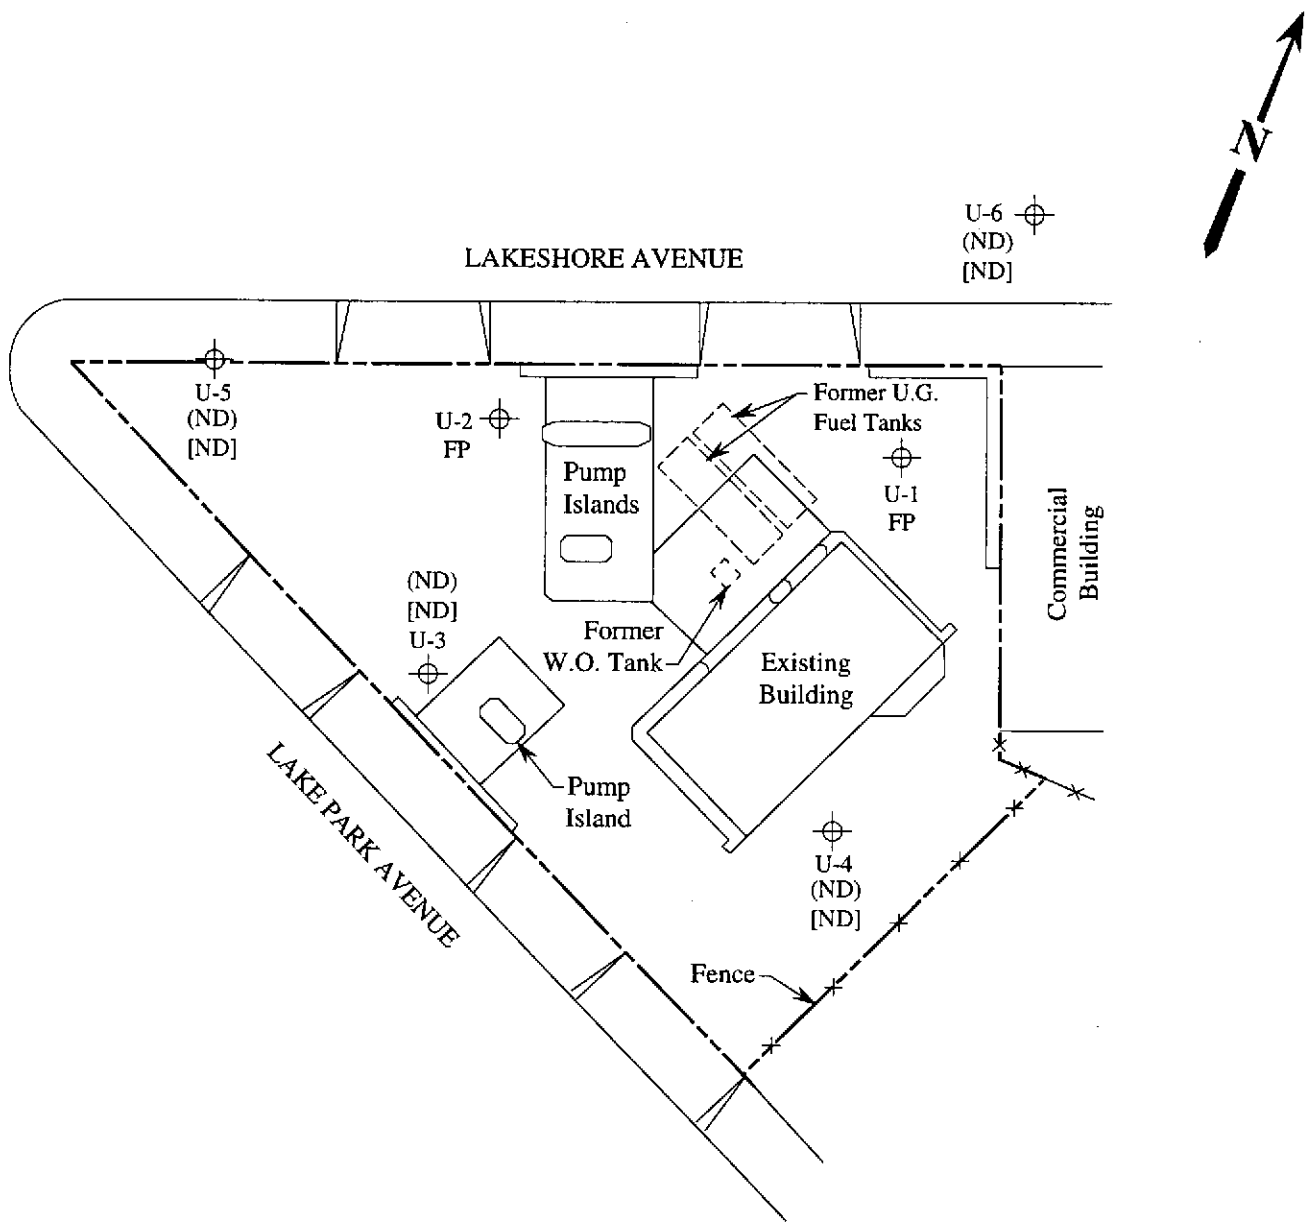 N
U-6
(ND)
[ND]
LAKESHORE AVENUE
U-5
(ND)
[ND]
U-2
FP
Former U.G.
Fuel Tanks
Pump
Islands
U-1
FP
Commercial
Building
(ND)
[ND]
U-3
Former
W.O. Tank
Existing
Building
Pump
Island
LAKE PARK AVENUE
U-4
(ND)
[ND]
Fence